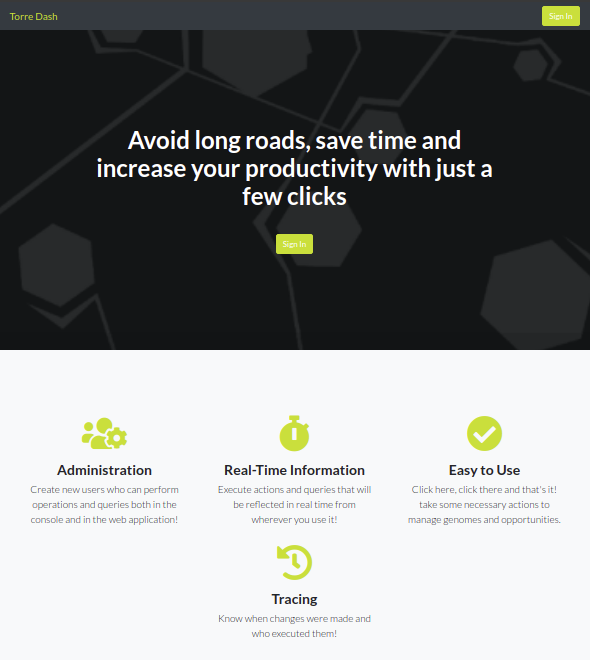 Torre Dash
Sign In
Avoid long roads, save time and
increase your productivity with just a
few clicks
Sign In
Administration
Create new users who can perform
operations and queries both in the
console and in the web application!
Real-Time Information
Execute actions and queries that will
be reflected in real time from
wherever you use it!
Easy to Use
Click here, click there and that's it!
take some necessary actions to
manage genomes and opportunities.
Tracing
Know when changes were made and
who executed them!